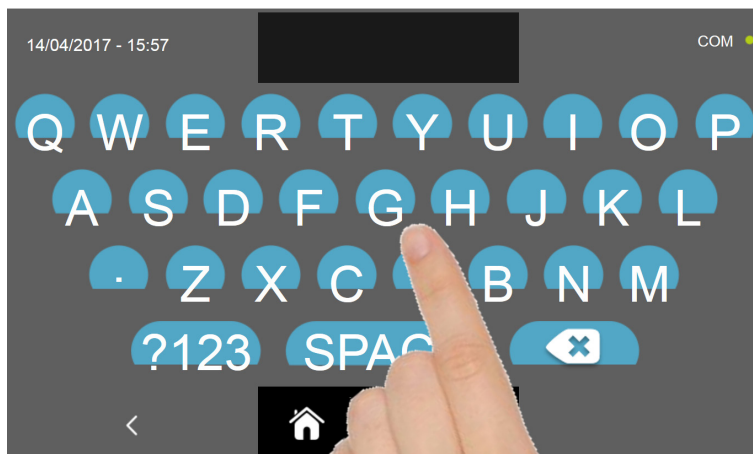 14/04/2017 - 15:57
COM
Q W E R T Y U I O P
A S D F G H J K L
. Z X C B N M
?123 SPAC